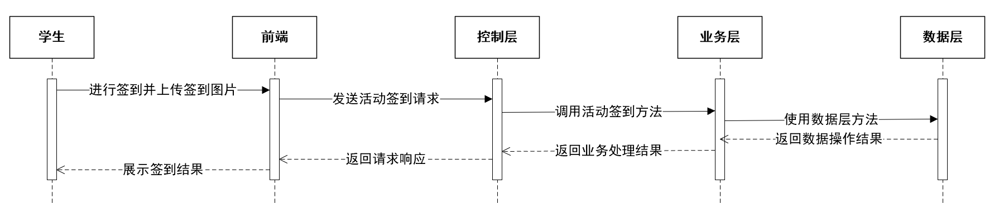 学生
前端
控制层
业务层
数据层
进行签到并上传签到图片
发送活动签到请求
调用活动签到方法
使用数据层方法
返回数据操作结果
返回业务处理结果
返回请求响应
展示签到结果